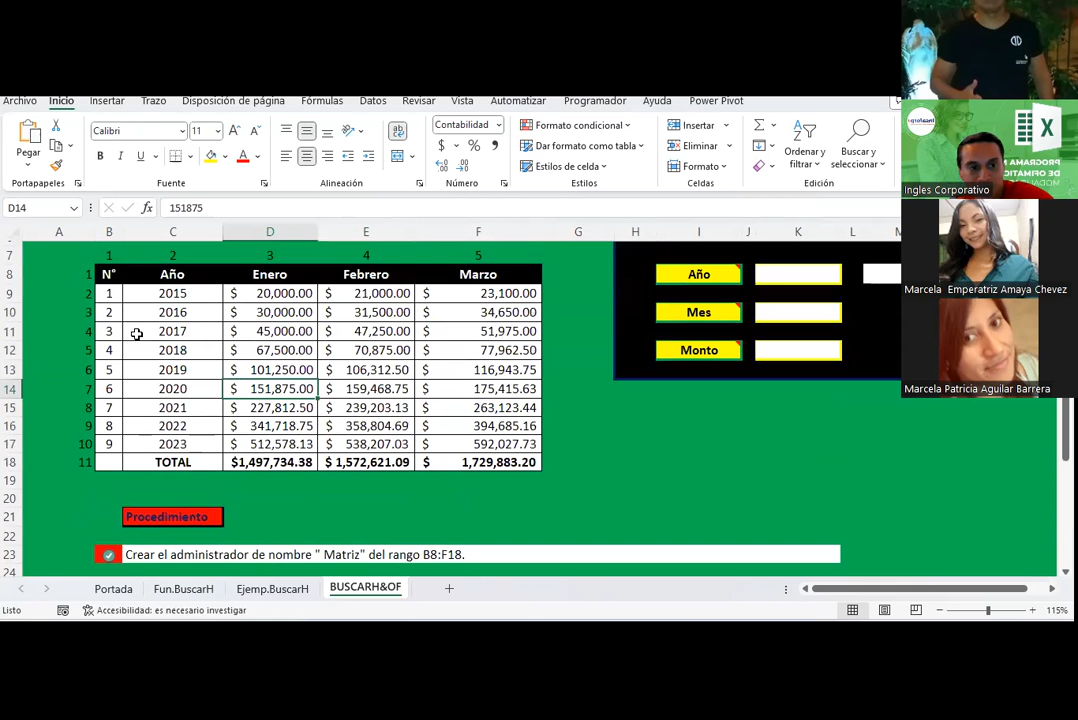 Archivo Inicio Insertar Trazo Disposición de página Fórmulas Datos Revisar Vista Automatizar Programador Ayuda Power Pivot
Pegar
Portapapeles
Calibri 11 A A
N K S A
Fuente
ab
Alineación
Contabilidad
$ %
Número
Formato condicional
Dar formato como tabla
Estilos de celda
Estilos
Insertar
Eliminar
Formato
Celdas
Ordenar y filtrar
Buscar y seleccionar
Edición
D14 fx 151875
A B C D E F G H I J K L M
7 1 2 3 4 5
8 1 N° Año Enero Febrero Marzo Año
9 2 1 2015 $ 20,000.00 $ 21,000.00 $ 23,100.00
10 3 2 2016 $ 30,000.00 $ 31,500.00 $ 34,650.00 Mes
11 4 3 2017 $ 45,000.00 $ 47,250.00 $ 51,975.00
12 5 4 2018 $ 67,500.00 $ 70,875.00 $ 77,962.50 Monto
13 6 5 2019 $ 101,250.00 $ 106,312.50 $ 116,943.75
14 7 6 2020 $ 151,875.00 $ 159,468.75 $ 175,415.63
15 8 7 2021 $ 227,812.50 $ 239,203.13 $ 263,123.44
16 9 8 2022 $ 341,718.75 $ 358,804.69 $ 394,685.16
17 10 9 2023 $ 512,578.13 $ 538,207.03 $ 592,027.73
18 11 TOTAL $1,497,734.38 $ 1,572,621.09 $ 1,729,883.20
19
20
21 Procedimiento
22
23 Crear el administrador de nombre " Matriz" del rango B8:F18.
24
Portada Fun.BuscarH Ejemp.BuscarH BUSCARH&OF
Listo Accesibilidad: es necesario investigar 115%
Ingles Corporativo
Marcela Emperatriz Amaya Chevez
Marcela Patricia Aguilar Barrera